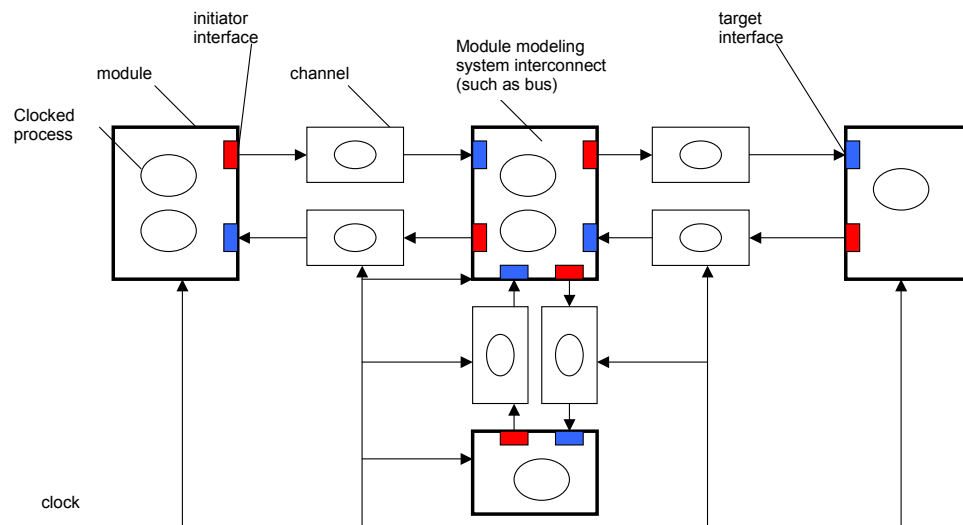 initiator
interface
target
interface
Module modeling
system interconnect
(such as bus)
module
channel
Clocked
process
clock